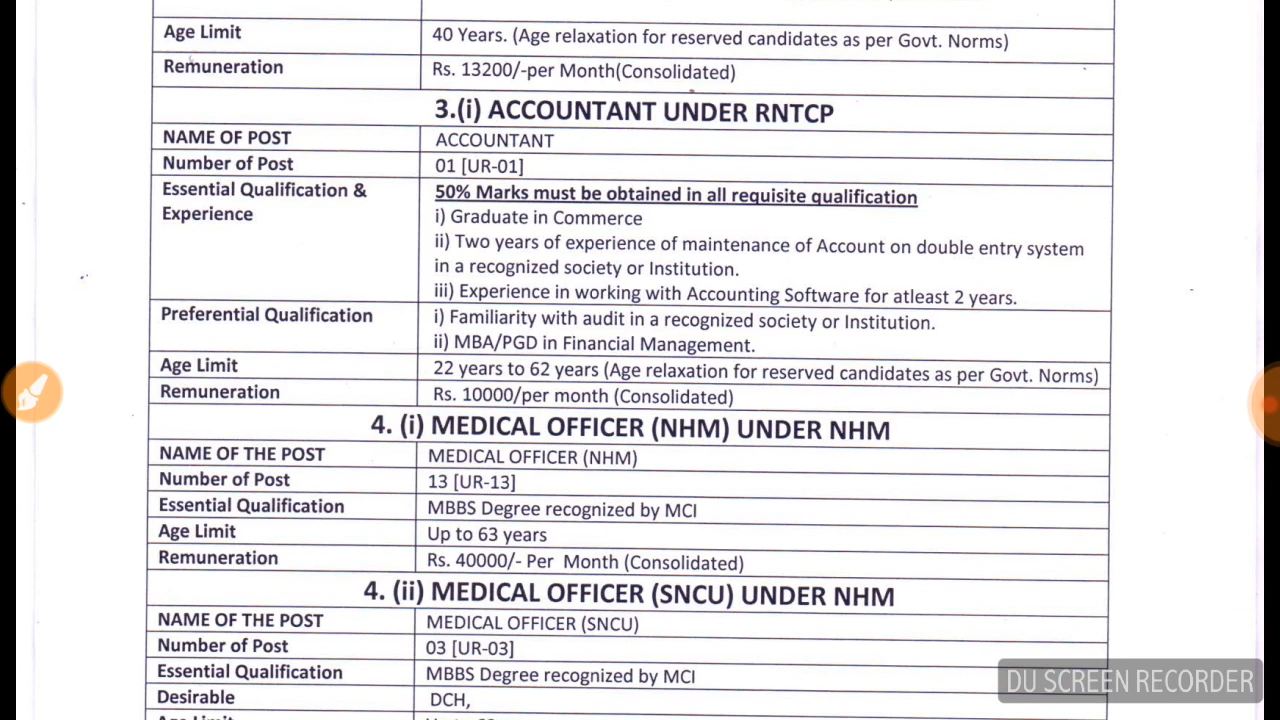 Age Limit 40 Years. (Age relaxation for reserved candidates as per Govt. Norms)
Remuneration Rs. 13200/-per Month(Consolidated)
3.(i) ACCOUNTANT UNDER RNTCP
NAME OF POST ACCOUNTANT
Number of Post 01 [UR-01]
Essential Qualification & 50% Marks must be obtained in all requisite qualification
Experience i) Graduate in Commerce
ii) Two years of experience of maintenance of Account on double entry system
in a recognized society or Institution.
iii) Experience in working with Accounting Software for atleast 2 years.
Preferential Qualification i) Familiarity with audit in a recognized society or Institution.
ii) MBA/PGD in Financial Management.
Age Limit 22 years to 62 years (Age relaxation for reserved candidates as per Govt. Norms)
Remuneration Rs. 10000/per month (Consolidated)
4. (i) MEDICAL OFFICER (NHM) UNDER NHM
NAME OF THE POST MEDICAL OFFICER (NHM)
Number of Post 13 [UR-13]
Essential Qualification MBBS Degree recognized by MCI
Age Limit Up to 63 years
Remuneration Rs. 40000/- Per Month (Consolidated)
4. (ii) MEDICAL OFFICER (SNCU) UNDER NHM
NAME OF THE POST MEDICAL OFFICER (SNCU)
Number of Post 03 [UR-03]
Essential Qualification MBBS Degree recognized by MCI
Desirable DCH,
Age Limit
DU SCREEN RECORDER